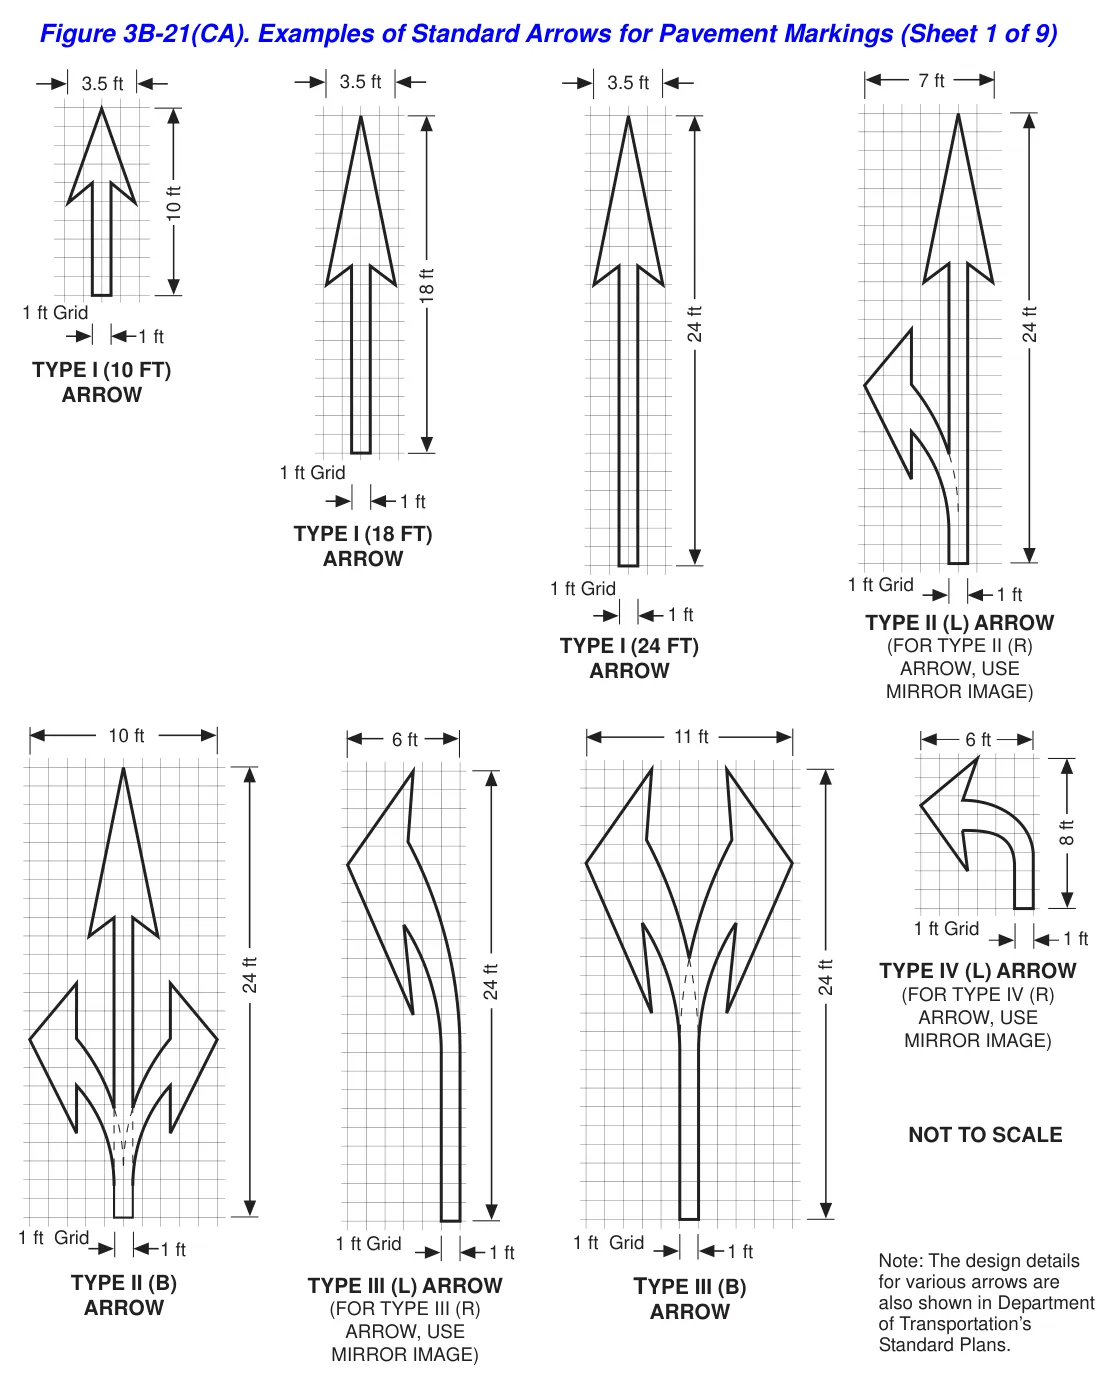 Figure 3B-21(CA). Examples of Standard Arrows for Pavement Markings (Sheet 1 of 9)
3.5 ft
10 ft
1 ft Grid
1 ft
TYPE I (10 FT)
ARROW
3.5 ft
18 ft
1 ft Grid
1 ft
TYPE I (18 FT)
ARROW
3.5 ft
24 ft
1 ft Grid
1 ft
TYPE I (24 FT)
ARROW
7 ft
24 ft
1 ft Grid
1 ft
TYPE II (L) ARROW
(FOR TYPE II (R)
ARROW, USE
MIRROR IMAGE)
10 ft
24 ft
1 ft Grid
1 ft
TYPE II (B)
ARROW
6 ft
24 ft
1 ft Grid
1 ft
TYPE III (L) ARROW
(FOR TYPE III (R)
ARROW, USE
MIRROR IMAGE)
11 ft
24 ft
1 ft Grid
1 ft
TYPE III (B)
ARROW
6 ft
8 ft
1 ft Grid
1 ft
TYPE IV (L) ARROW
(FOR TYPE IV (R)
ARROW, USE
MIRROR IMAGE)
NOT TO SCALE
Note: The design details
for various arrows are
also shown in Department
of Transportation's
Standard Plans.